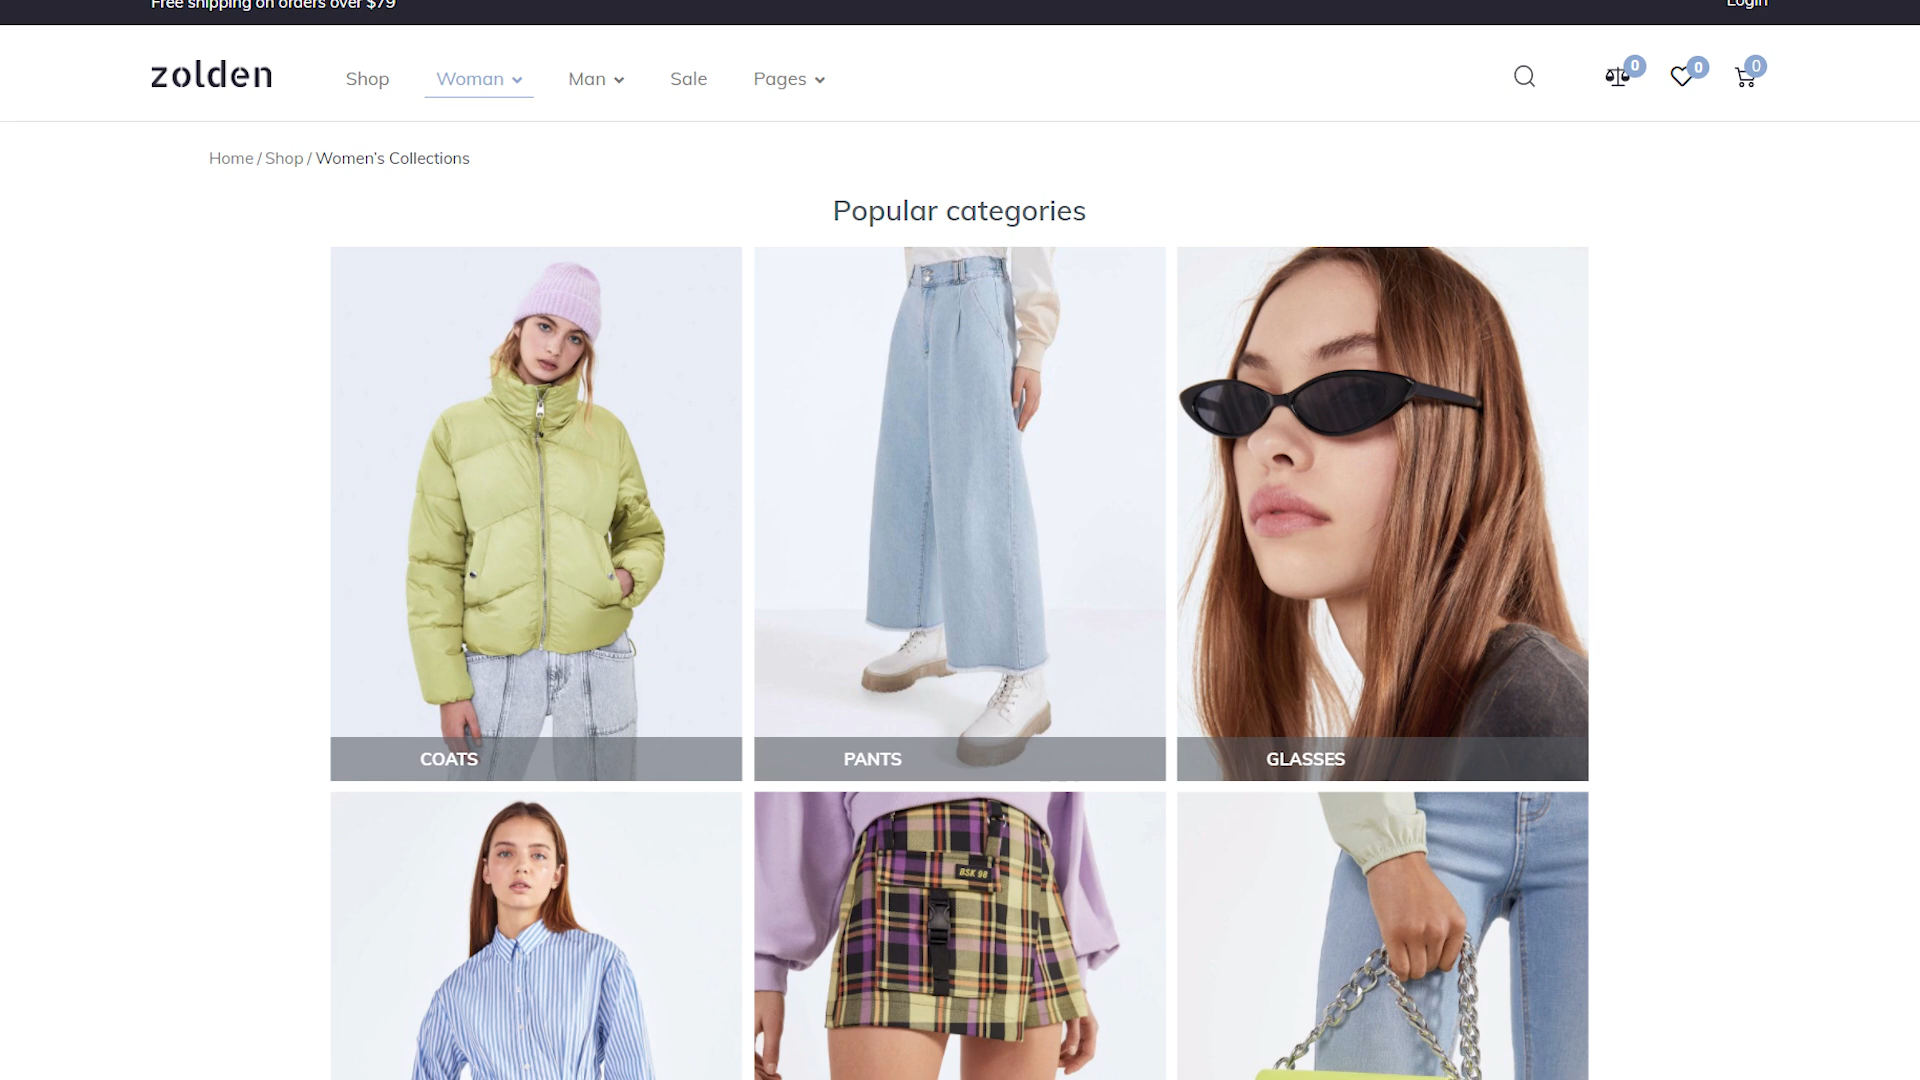 Free shipping on orders over $79
Login
zolden
Shop
Woman
Man
Sale
Pages
0
0
0
Home / Shop / Women's Collections
Popular categories
COATS
PANTS
GLASSES
BSK 98